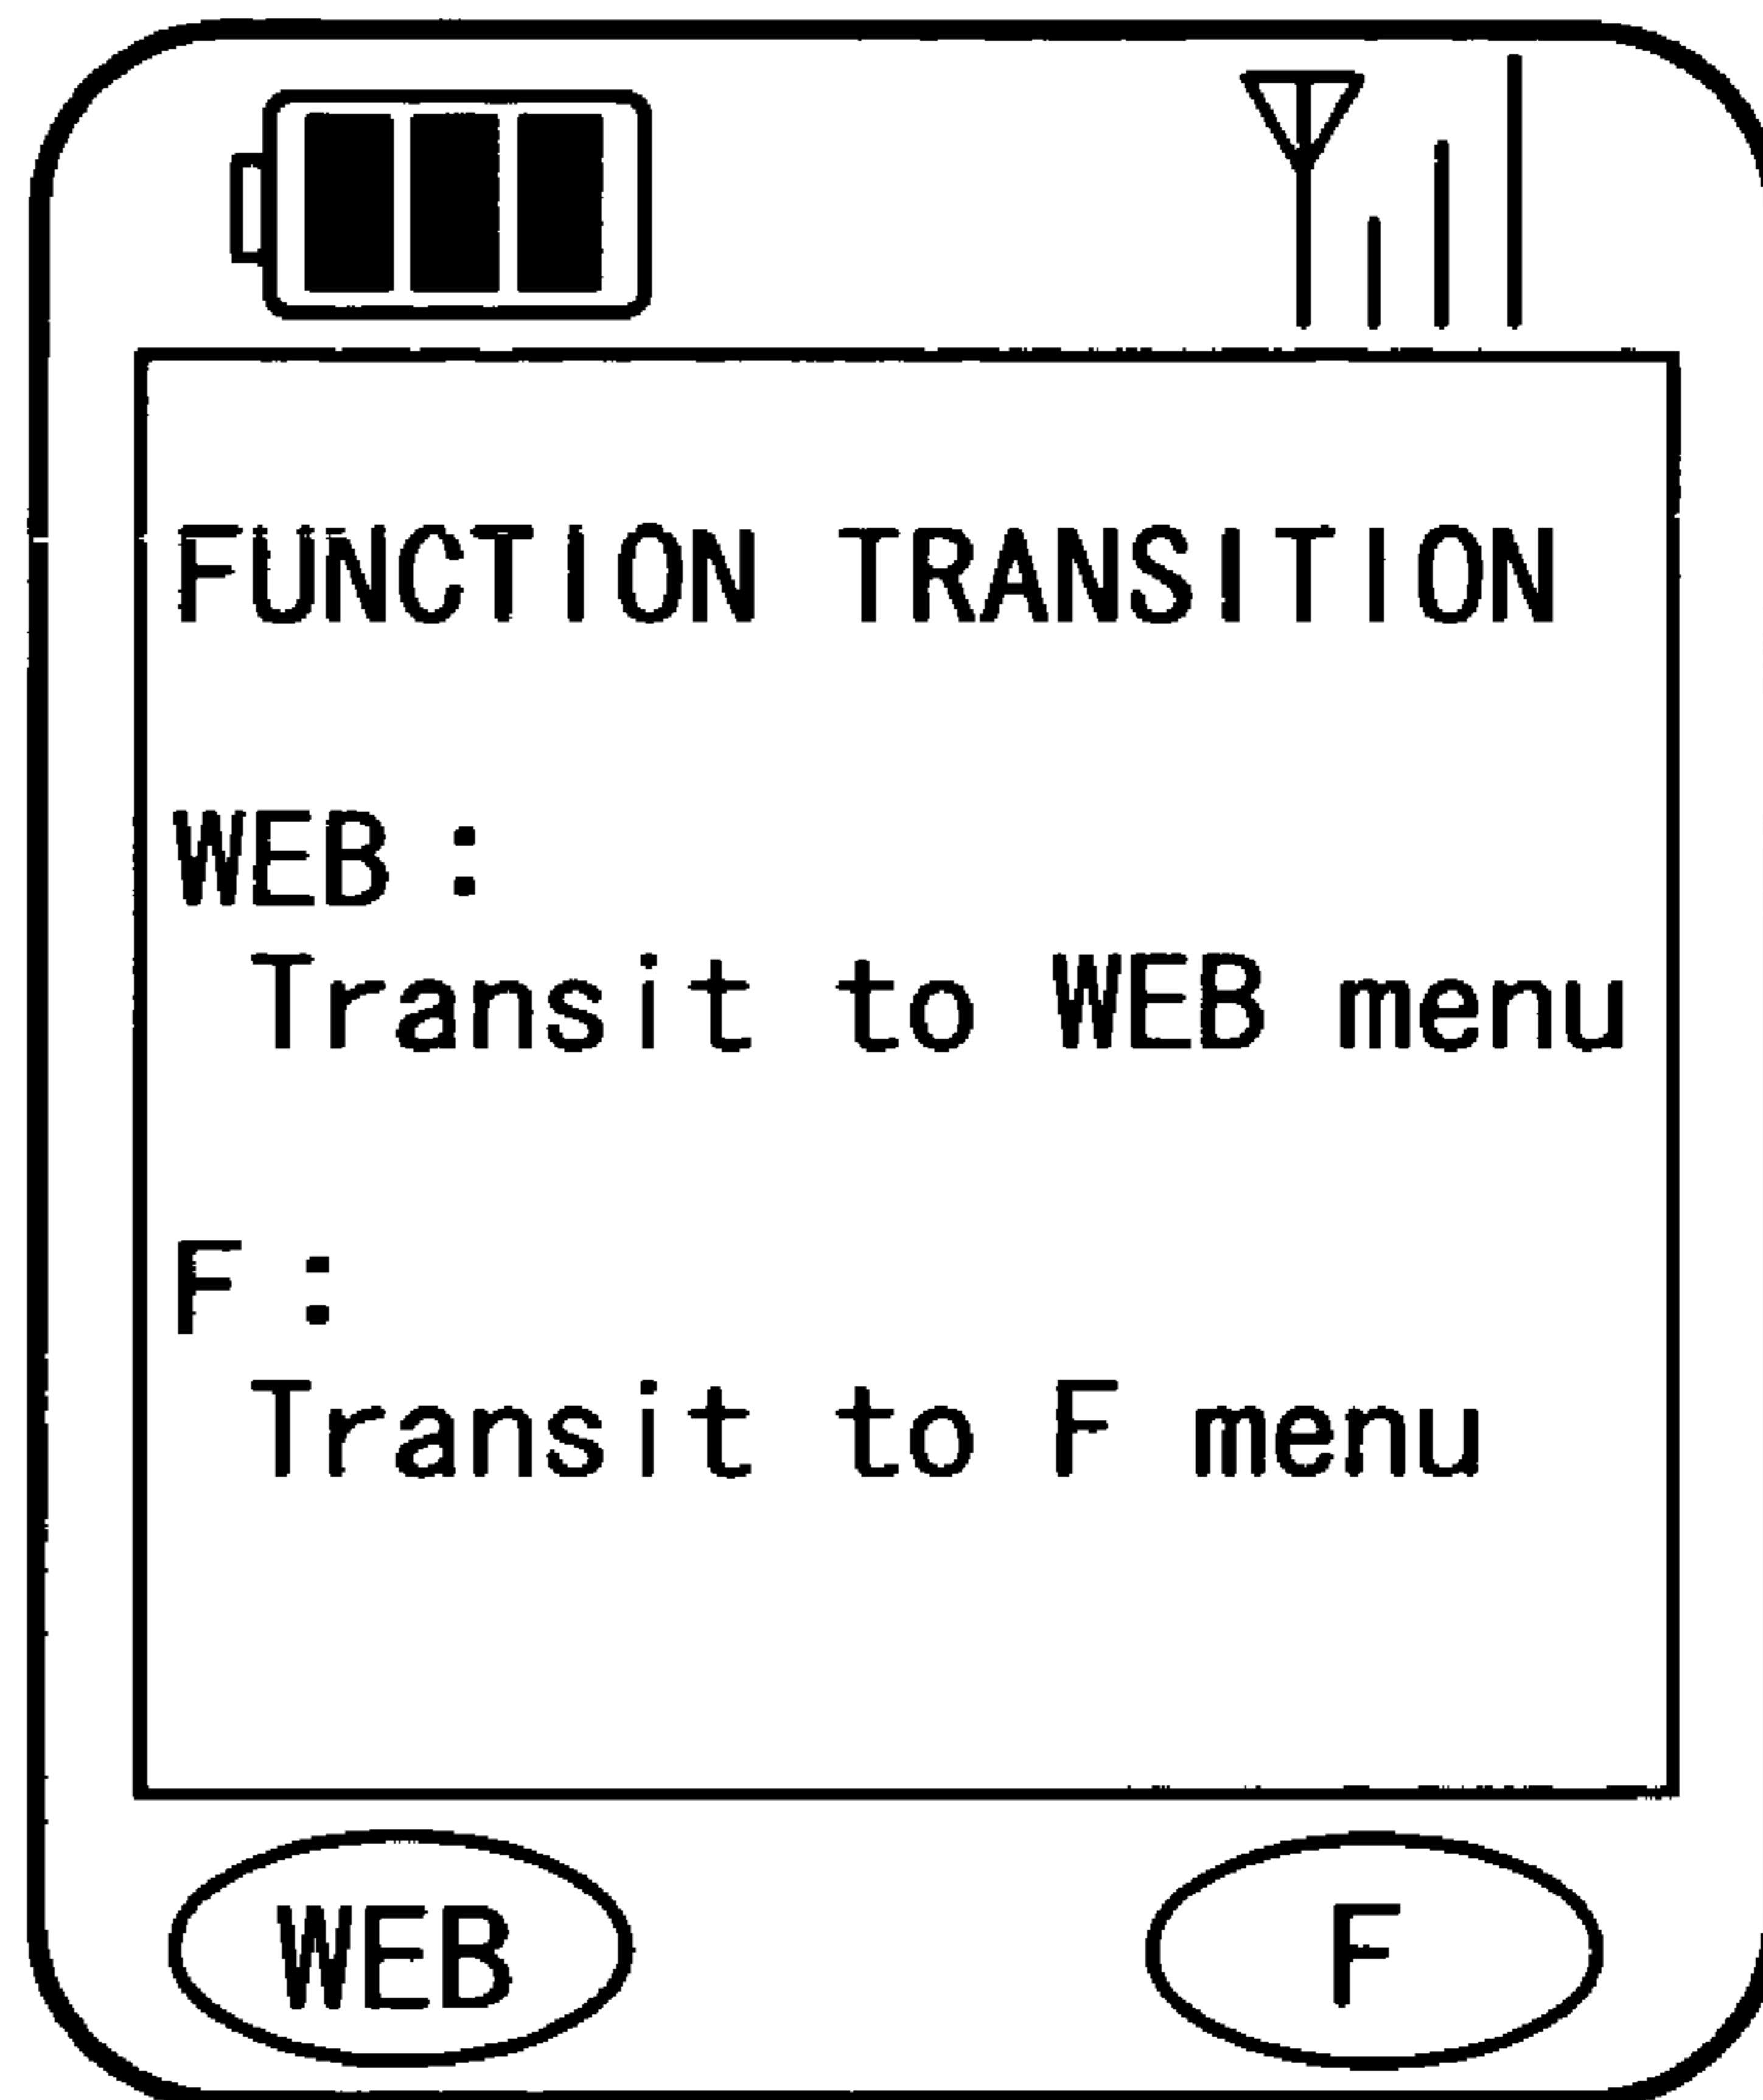 FUNCTION TRANSITION
WEB :
Transit to WEB menu
F :
Transit to F menu
WEB F